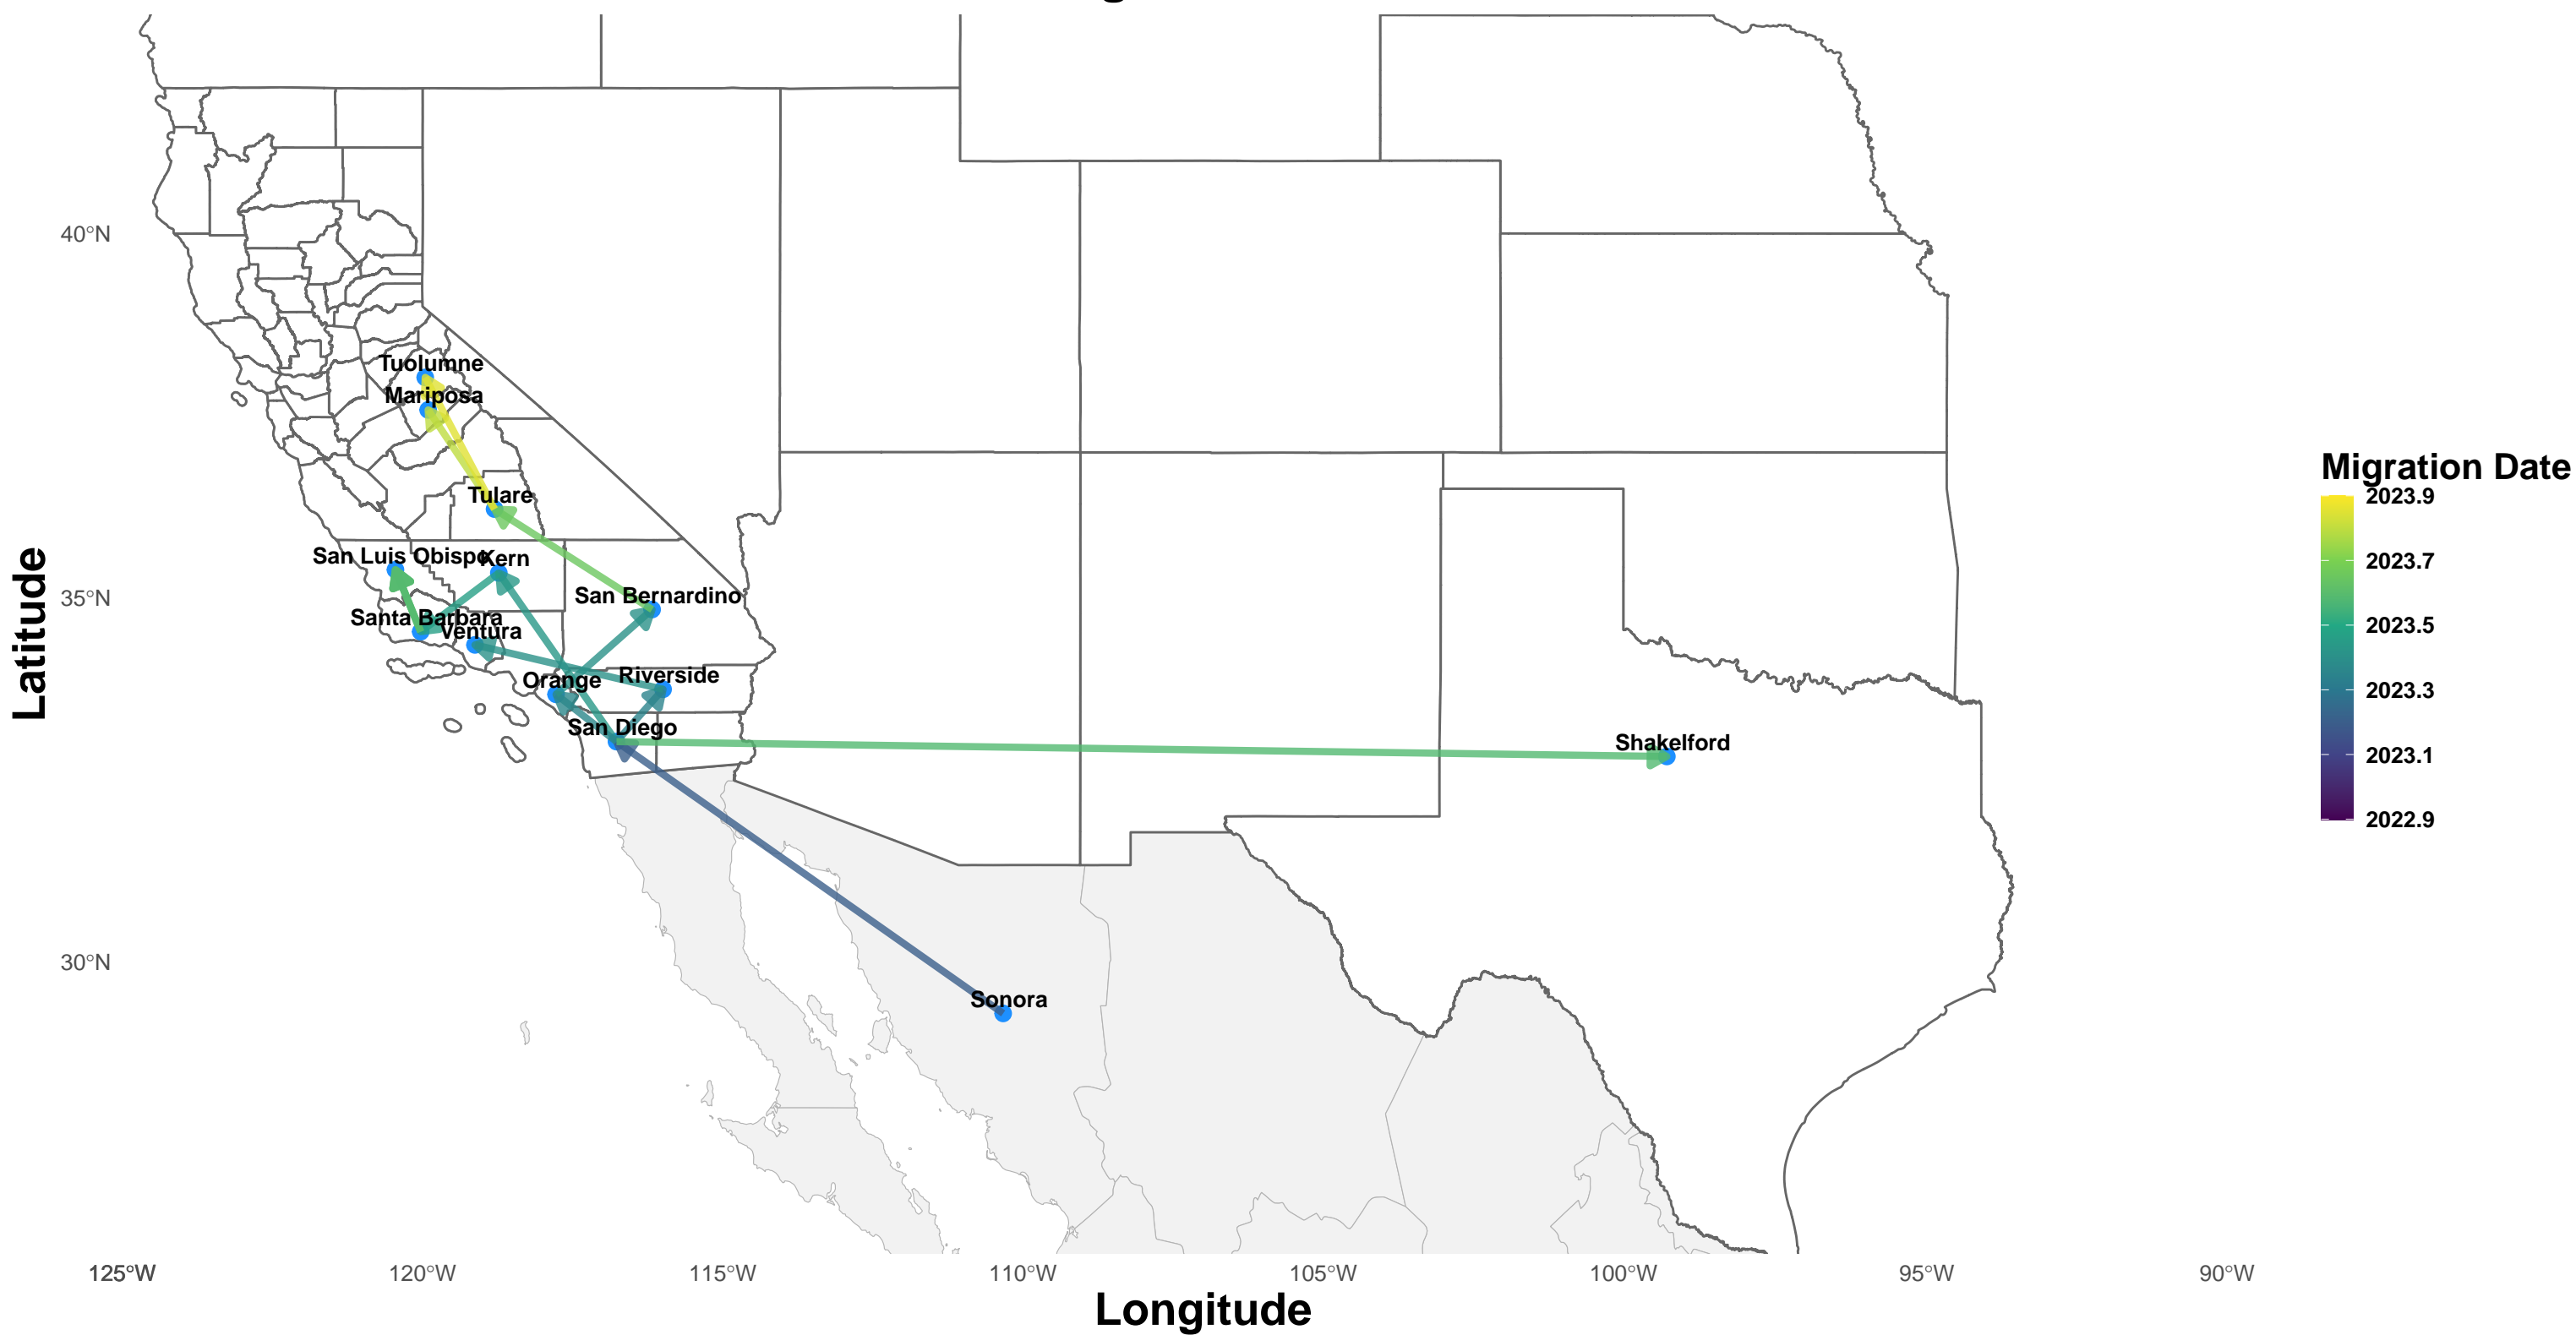 Tuolumne
Mariposa
Tulare
San Luis Obispo
Kern
San Bernardino
Santa Barbara
Ventura
Orange
Riverside
San Diego
Shakelford
Sonora
40°N
35°N
30°N
Latitude
125°W
120°W
115°W
110°W
105°W
100°W
95°W
90°W
Longitude
Migration Date
2023.9
2023.7
2023.5
2023.3
2023.1
2022.9